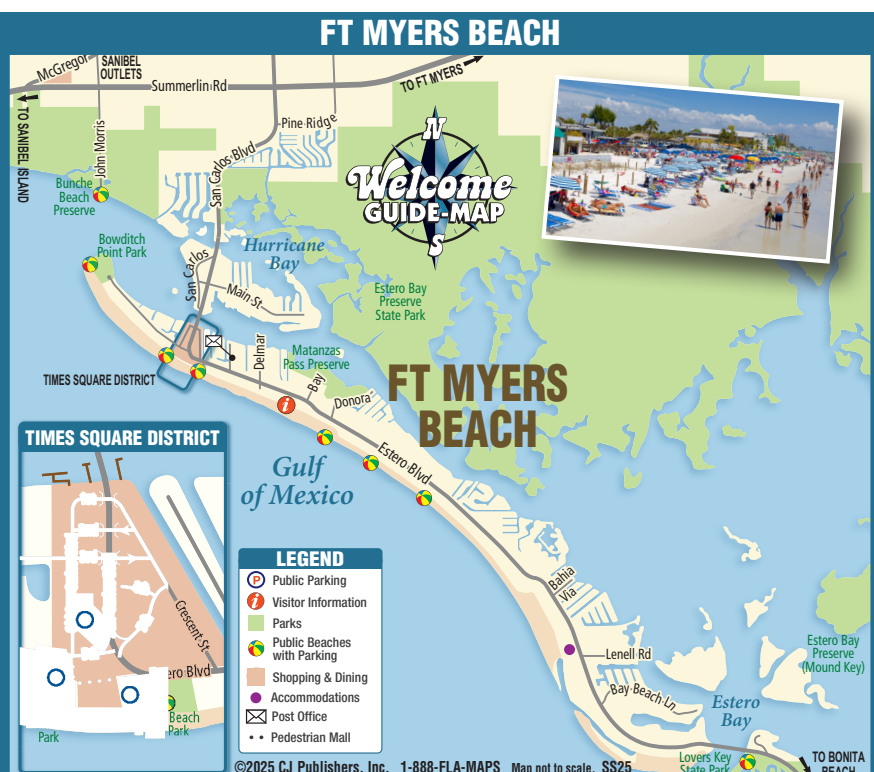 FT MYERS BEACH
McGregor
SANIBEL
OUTLETS
Summerlin Rd
TO FT MYERS
TO SANIBEL ISLAND
John Morris
Pine Ridge
San Carlos Blvd
N
Welcome
GUIDE-MAP
S
Bunche
Beach
Preserve
Bowditch
Point Park
Hurricane
Bay
San Carlos
Main St
Estero Bay
Preserve
State Park
Delmar
Matanzas
Pass Preserve
TIMES SQUARE DISTRICT
Bay
Donora
i
FT MYERS
BEACH
Estero Blvd
Gulf
of Mexico
TIMES SQUARE DISTRICT
Crescent St
ero Blvd
Beach
Park
Park
LEGEND
P Public Parking
i Visitor Information
Parks
Public Beaches
with Parking
Shopping & Dining
Accommodations
Post Office
Pedestrian Mall
Bahia
Via
Lenell Rd
Bay Beach Ln
Estero
Bay
Estero Bay
Preserve
(Mound Key)
Lovers Key
State Park
TO BONITA
BEACH
©2025 CJ Publishers, Inc. 1-888-FLA-MAPS Map not to scale. SS25